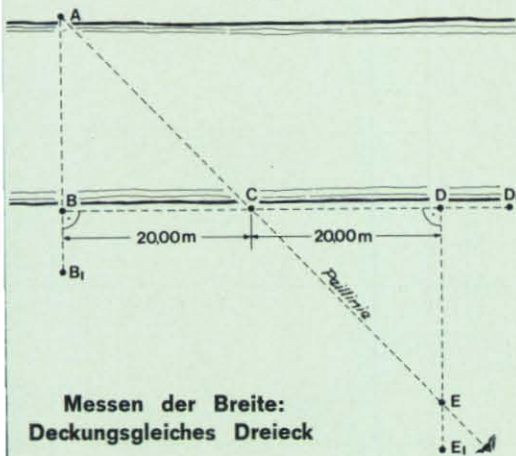 A
B
C
D
D
20,00 m
20,00 m
B₁
Peillinie
E
E₁
Messen der Breite:
Deckungsgleiches Dreieck